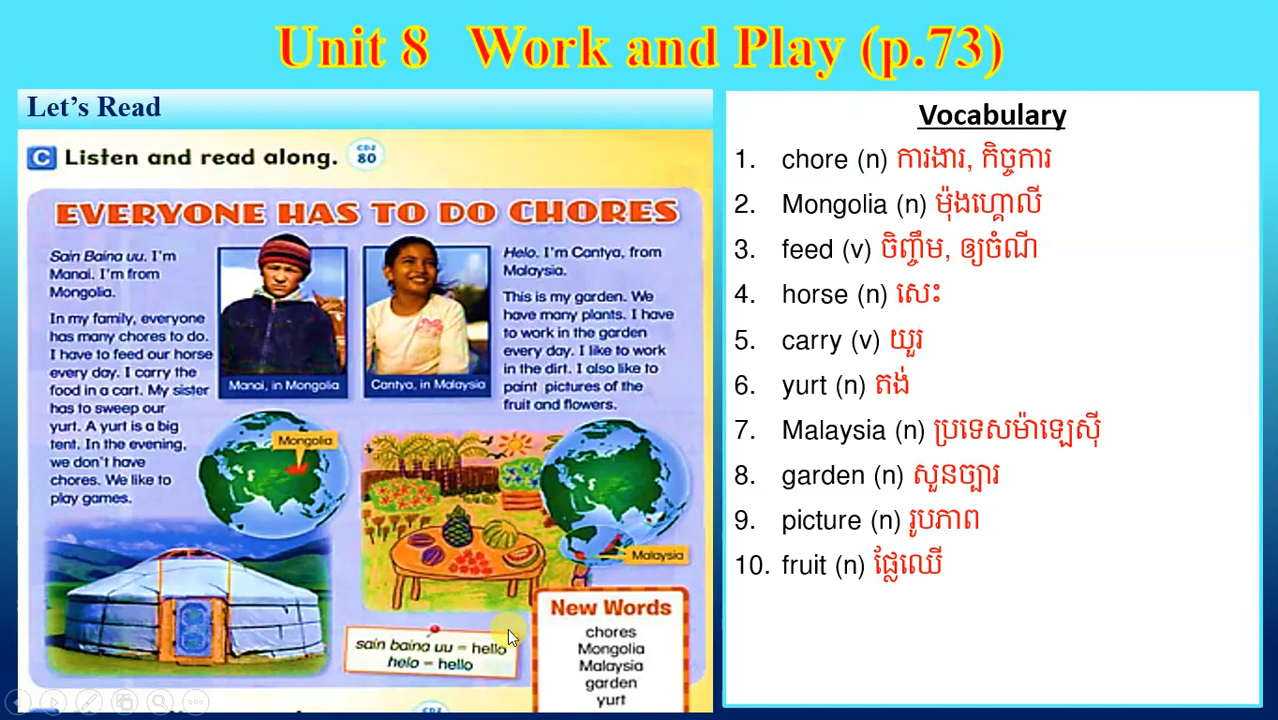 Unit 8 Work and Play (p.73)
Let's Read
C Listen and read along. CD2 80
EVERYONE HAS TO DO CHORES
Sain Baina uu. I'm
Manai. I'm from
Mongolia.
In my family, everyone
has many chores to do.
I have to feed our horse
every day. I carry the
food in a cart. My sister
has to sweep our
yurt. A yurt is a big
tent. In the evening,
we don't have
chores. We like to
play games.
Manai, in Mongolia
Cantya, in Malaysia
Helo. I'm Cantya, from
Malaysia.
This is my garden. We
have many plants. I have
to work in the garden
every day. I like to work
in the dirt. I also like to
paint pictures of the
fruit and flowers.
Mongolia
Malaysia
sain baina uu = hello
helo = hello
New Words
chores
Mongolia
Malaysia
garden
yurt
Vocabulary
1. chore (n) ការងារ, កិច្ចការ
2. Mongolia (n) ម៉ុងហ្គោលី
3. feed (v) ចិញ្ចឹម, ឲ្យចំណី
4. horse (n) សេះ
5. carry (v) យួរ
6. yurt (n) តង់
7. Malaysia (n) ប្រទេសម៉ាឡេស៊ី
8. garden (n) សួនច្បារ
9. picture (n) រូបភាព
10. fruit (n) ផ្លែឈើ